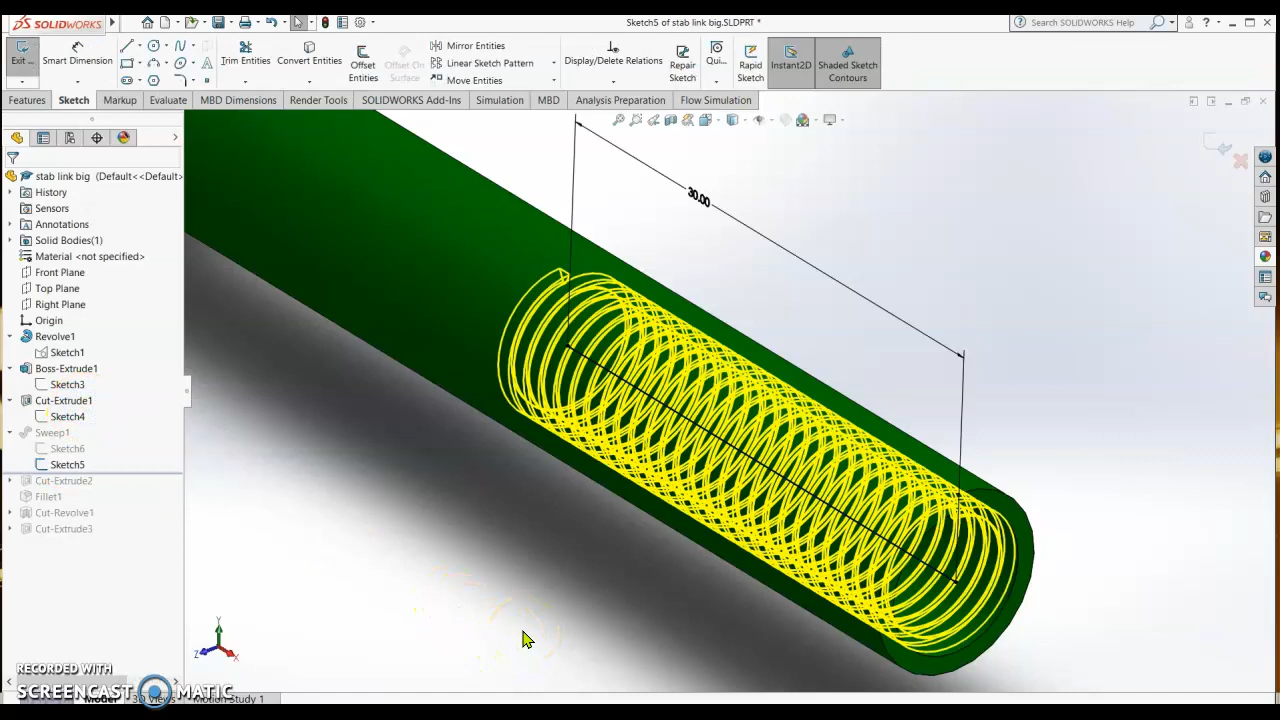 SOLIDWORKS
Sketch5 of stab link big.SLDPRT *
Search SOLIDWORKS Help
?
Exit ...
Smart Dimension
Trim Entities
Convert Entities
Offset
Entities
Offset On
Surface
Mirror Entities
Linear Sketch Pattern
Move Entities
Display/Delete Relations
Repair
Sketch
Qui...
Rapid
Sketch
Instant2D
Shaded Sketch
Contours
Features
Sketch
Markup
Evaluate
MBD Dimensions
Render Tools
SOLIDWORKS Add-Ins
Simulation
MBD
Analysis Preparation
Flow Simulation
stab link big (Default<<Default>
History
Sensors
Annotations
Solid Bodies(1)
Material <not specified>
Front Plane
Top Plane
Right Plane
Origin
Revolve1
Sketch1
Boss-Extrude1
Sketch3
Cut-Extrude1
Sketch4
Sweep1
Sketch6
Sketch5
Cut-Extrude2
Fillet1
Cut-Revolve1
Cut-Extrude3
30.00
Y
Z
X
RECORDED WITH
SCREENCAST MATIC
Model
3D Views
Motion Study 1